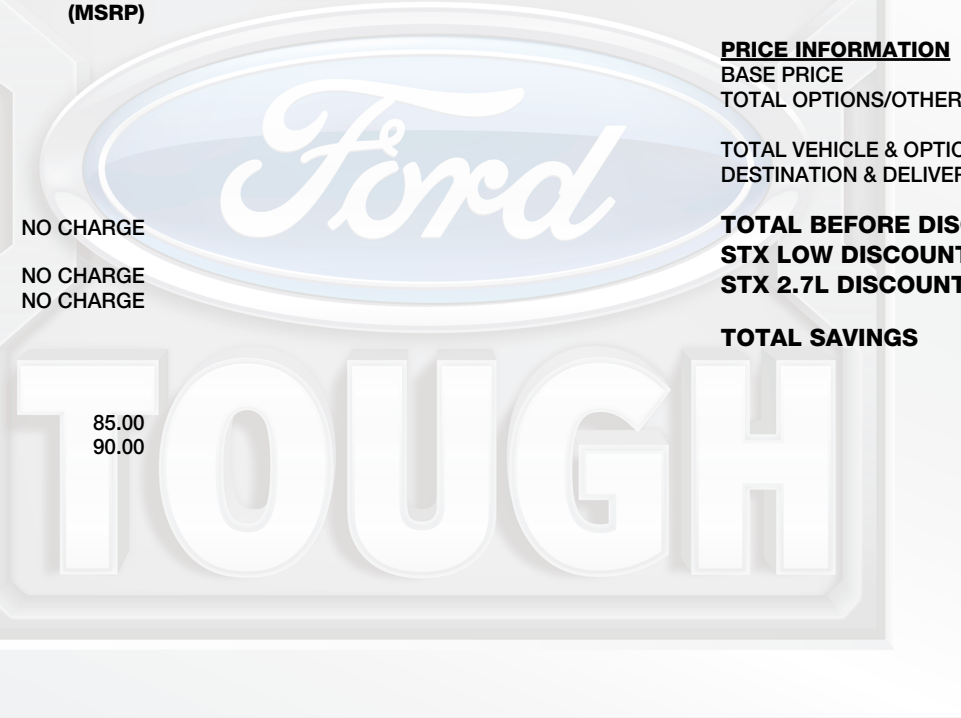 (MSRP)
NO CHARGE
NO CHARGE
NO CHARGE
85.00
90.00
Ford
TOUGH
PRICE INFORMATION
BASE PRICE
TOTAL OPTIONS/OTHER
TOTAL VEHICLE & OPTIO
DESTINATION & DELIVER
TOTAL BEFORE DIS
STX LOW DISCOUNT
STX 2.7L DISCOUNT
TOTAL SAVINGS